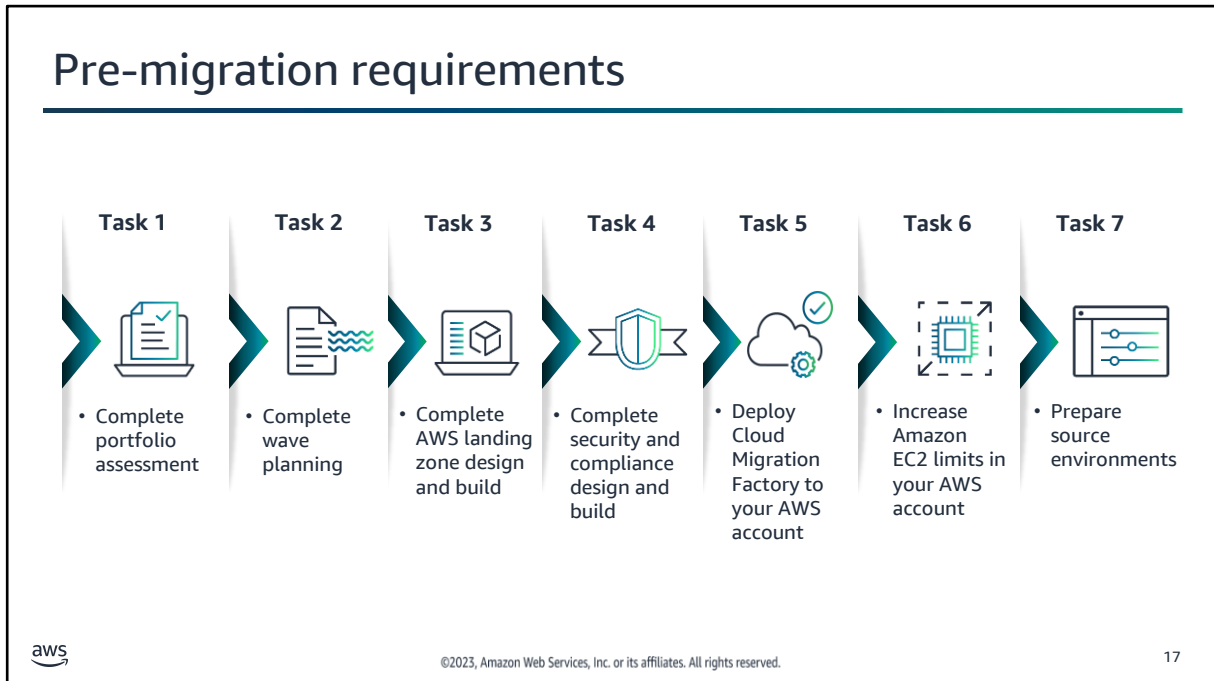 Pre-migration requirements
Task 1
• Complete
portfolio
assessment
Task 2
• Complete
wave
planning
Task 3
• Complete
AWS landing
zone design
and build
Task 4
• Complete
security and
compliance
design and
build
Task 5
• Deploy
Cloud
Migration
Factory to
your AWS
account
Task 6
• Increase
Amazon
EC2 limits in
your AWS
account
Task 7
• Prepare
source
environments
aws
©2023, Amazon Web Services, Inc. or its affiliates. All rights reserved.
17